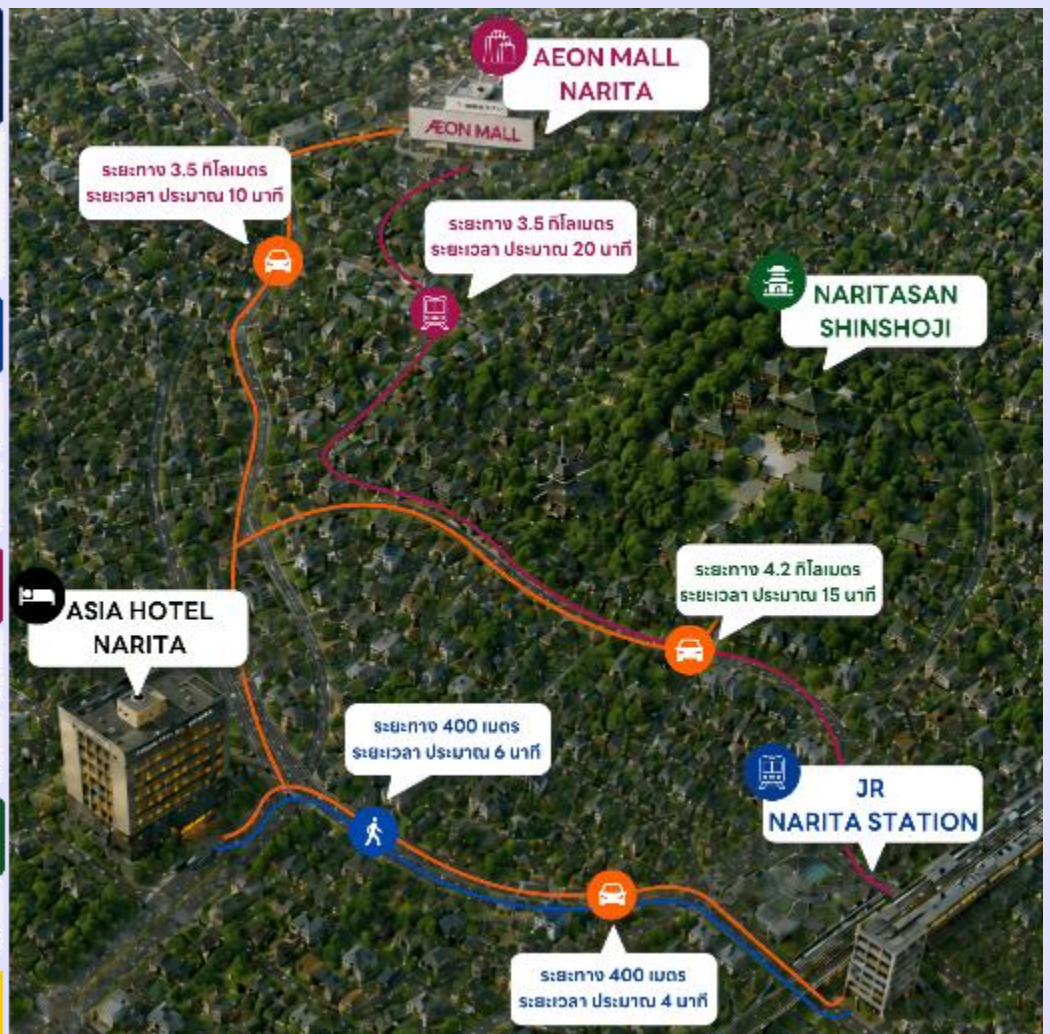 AEON MALL
NARITA
ÆON MALL
ระยะทาง 3.5 กิโลเมตร
ระยะเวลา ประมาณ 10 นาที
ระยะทาง 3.5 กิโลเมตร
ระยะเวลา ประมาณ 20 นาที
NARITASAN
SHINSHOJI
ระยะทาง 4.2 กิโลเมตร
ระยะเวลา ประมาณ 15 นาที
ASIA HOTEL
NARITA
ระยะทาง 400 เมตร
ระยะเวลา ประมาณ 6 นาที
JR
NARITA STATION
ระยะทาง 400 เมตร
ระยะเวลา ประมาณ 4 นาที